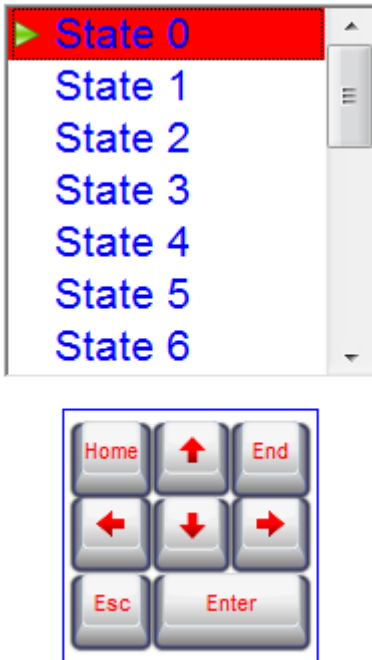 State 0
State 1
State 2
State 3
State 4
State 5
State 6
Home End
Esc Enter